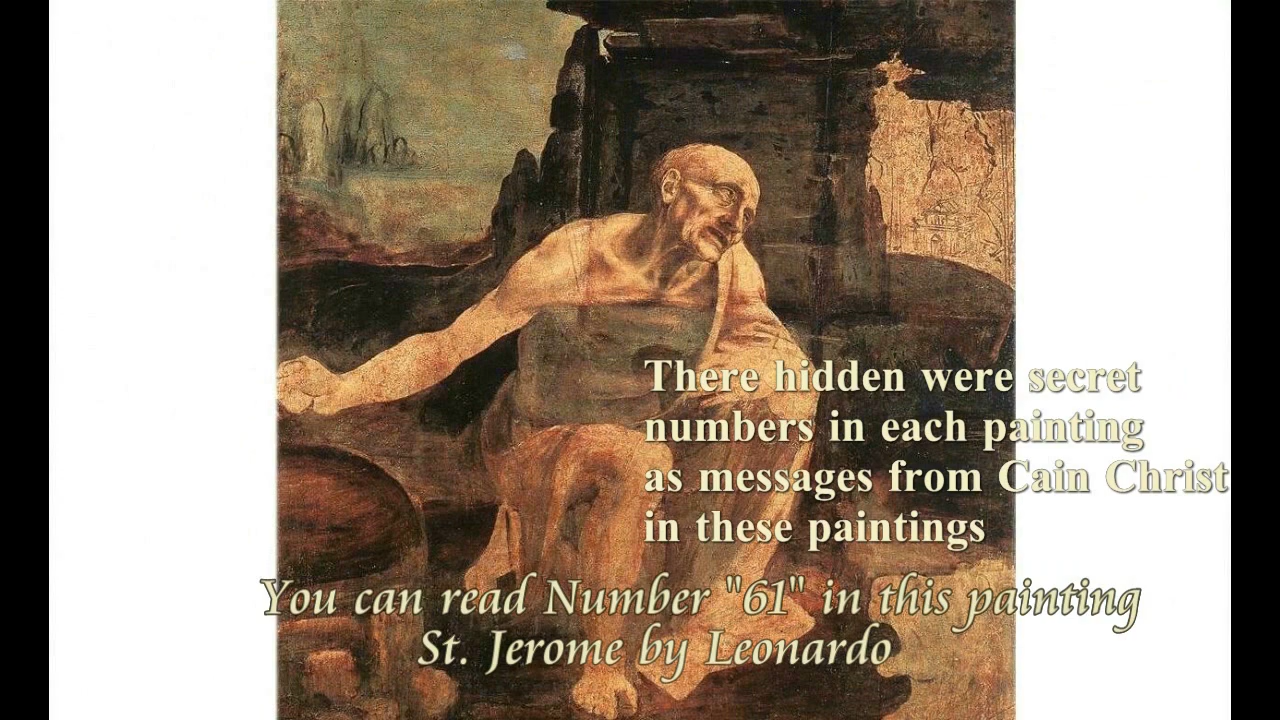 There hidden were secret
numbers in each painting
as messages from Cain Christ
in these paintings
You can read Number "61" in this painting
St. Jerome by Leonardo